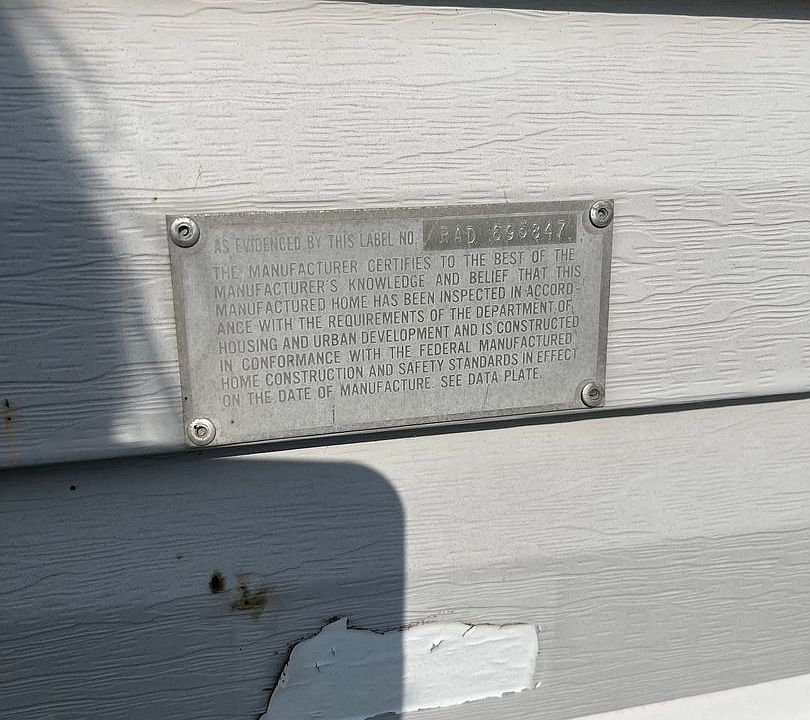 AS EVIDENCED BY THIS LABEL NO. RAD 695847
THE MANUFACTURER CERTIFIES TO THE BEST OF THE
MANUFACTURER'S KNOWLEDGE AND BELIEF THAT THIS
MANUFACTURED HOME HAS BEEN INSPECTED IN ACCORD-
ANCE WITH THE REQUIREMENTS OF THE DEPARTMENT OF
HOUSING AND URBAN DEVELOPMENT AND IS CONSTRUCTED
IN CONFORMANCE WITH THE FEDERAL MANUFACTURED
HOME CONSTRUCTION AND SAFETY STANDARDS IN EFFECT
ON THE DATE OF MANUFACTURE. SEE DATA PLATE.